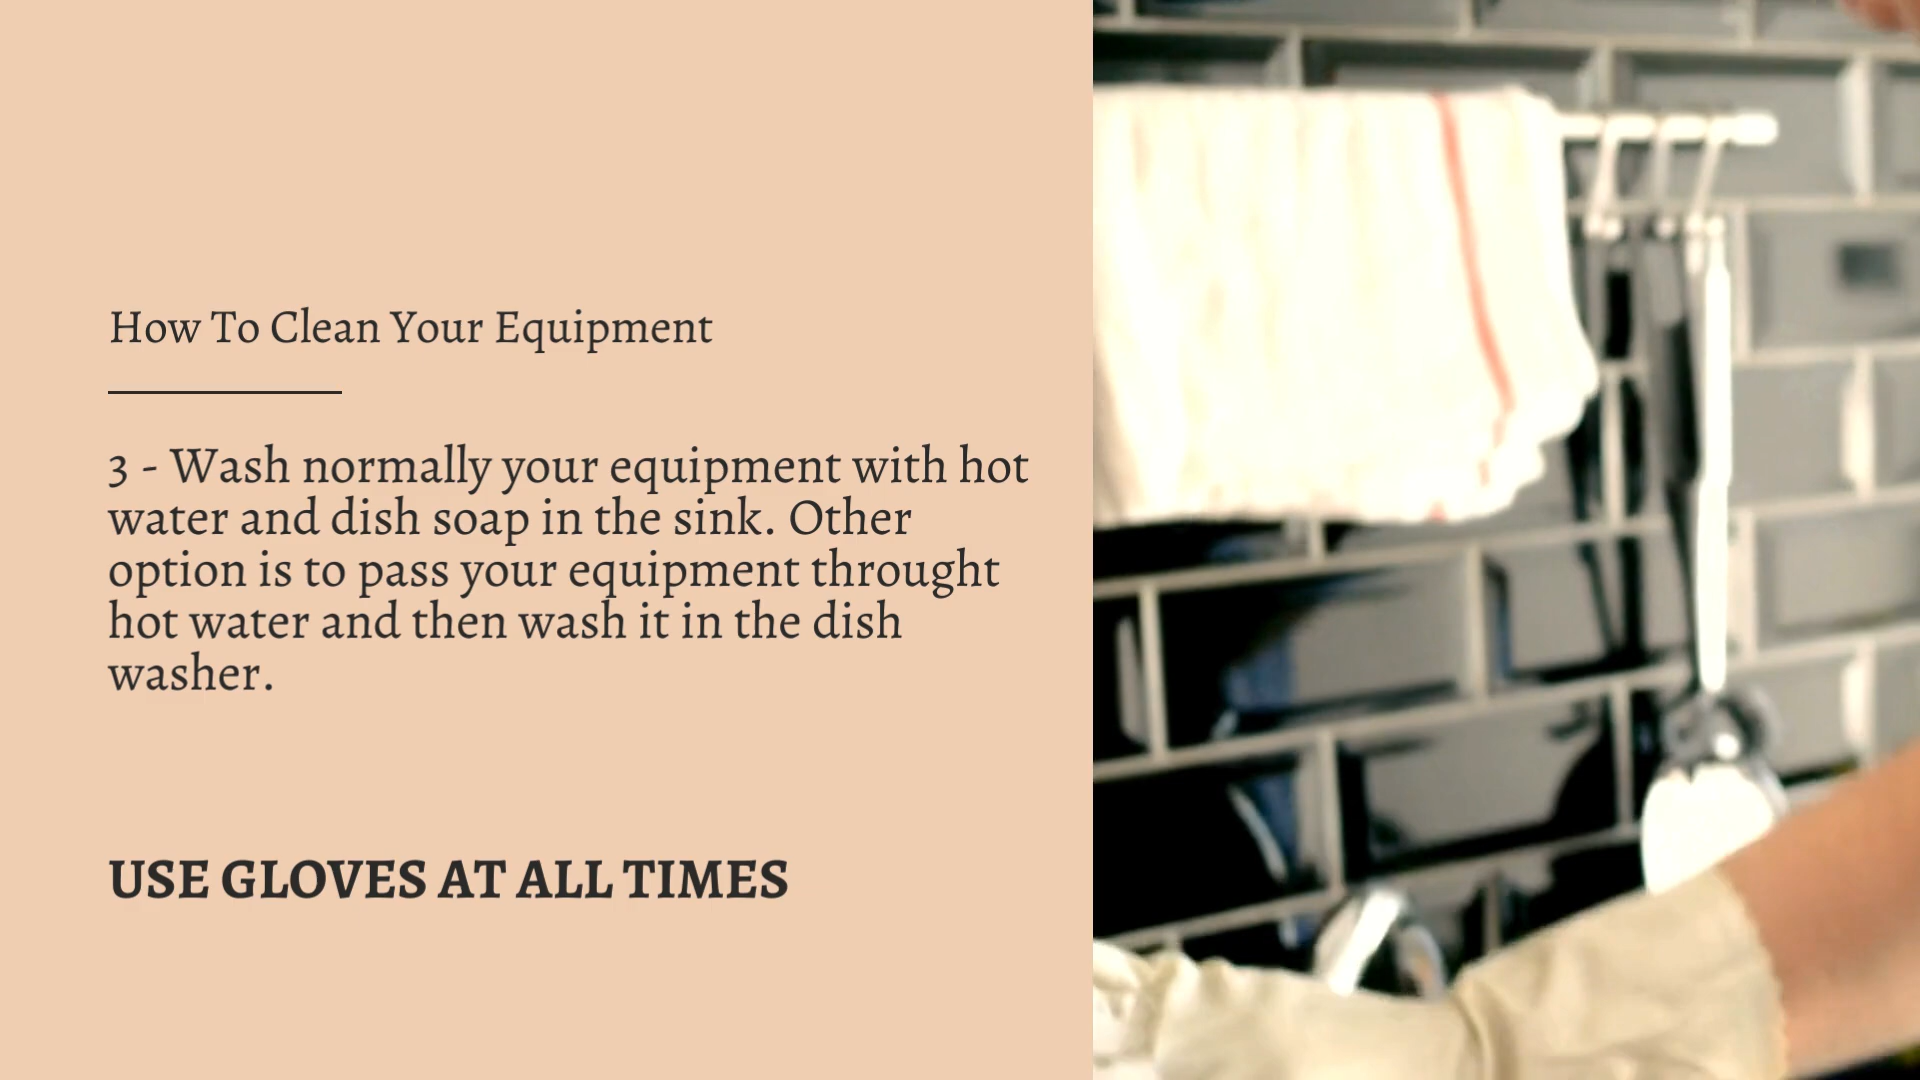 How To Clean Your Equipment
3 - Wash normally your equipment with hot
water and dish soap in the sink. Other
option is to pass your equipment throught
hot water and then wash it in the dish
washer.
USE GLOVES AT ALL TIMES